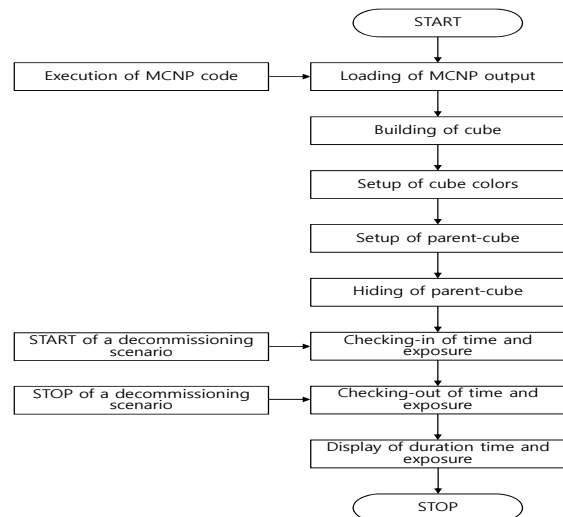 START
Execution of MCNP code
Loading of MCNP output
Building of cube
Setup of cube colors
Setup of parent-cube
Hiding of parent-cube
START of a decommissioning
scenario
Checking-in of time and
exposure
STOP of a decommissioning
scenario
Checking-out of time and
exposure
Display of duration time and
exposure
STOP